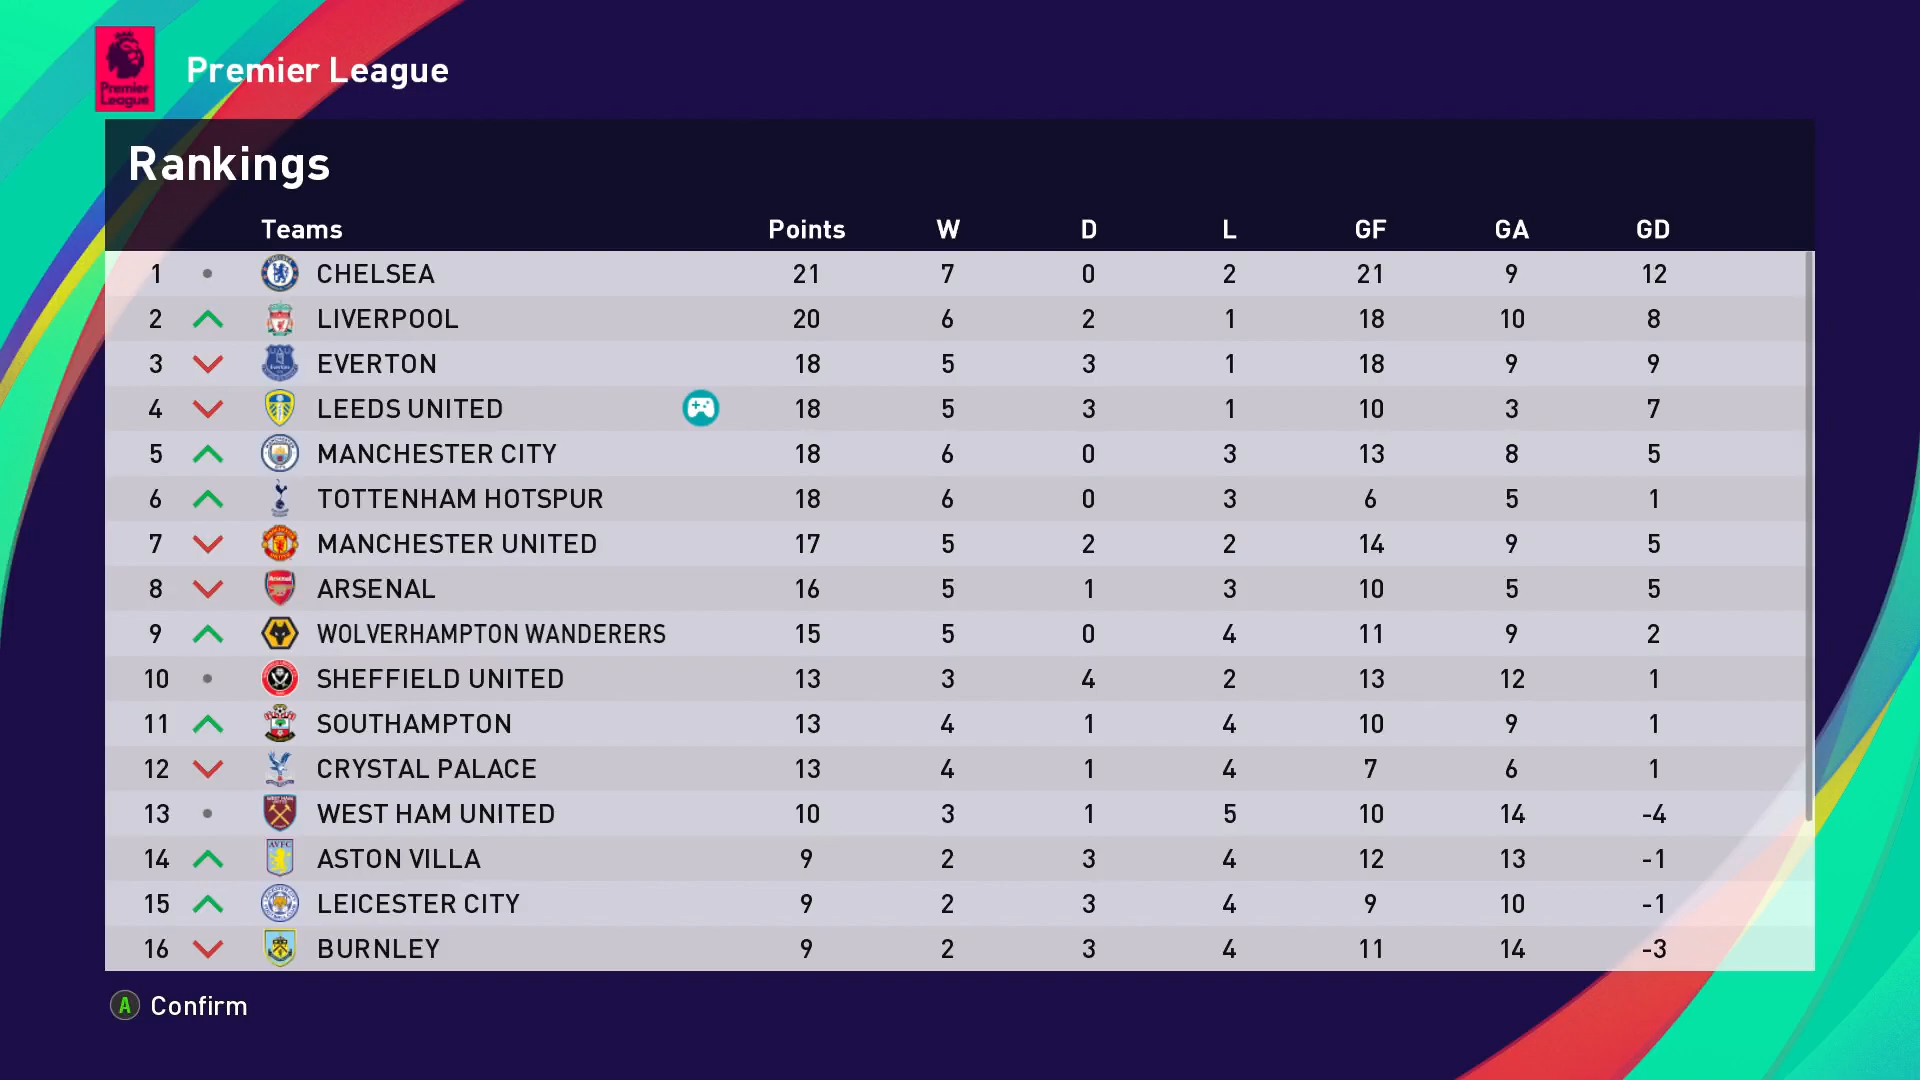 Premier League
Premier League
Rankings
Teams Points W D L GF GA GD
1 CHELSEA 21 7 0 2 21 9 12
2 LIVERPOOL 20 6 2 1 18 10 8
3 EVERTON 18 5 3 1 18 9 9
4 LEEDS UNITED 18 5 3 1 10 3 7
5 MANCHESTER CITY 18 6 0 3 13 8 5
6 TOTTENHAM HOTSPUR 18 6 0 3 6 5 1
7 MANCHESTER UNITED 17 5 2 2 14 9 5
8 ARSENAL 16 5 1 3 10 5 5
9 WOLVERHAMPTON WANDERERS 15 5 0 4 11 9 2
10 SHEFFIELD UNITED 13 3 4 2 13 12 1
11 SOUTHAMPTON 13 4 1 4 10 9 1
12 CRYSTAL PALACE 13 4 1 4 7 6 1
13 WEST HAM UNITED 10 3 1 5 10 14 -4
14 ASTON VILLA 9 2 3 4 12 13 -1
15 LEICESTER CITY 9 2 3 4 9 10 -1
16 BURNLEY 9 2 3 4 11 14 -3
A Confirm